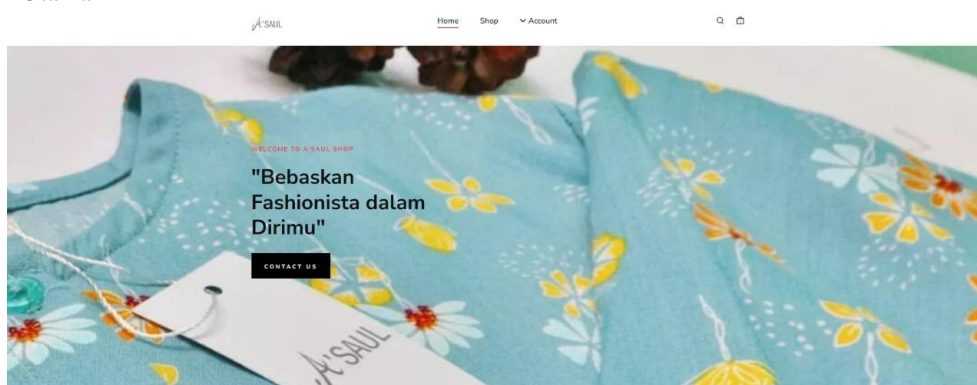 A'SAUL
Home Shop Account
WELCOME TO A'SAUL SHOP
"Bebaskan
Fashionista dalam
Dirimu"
CONTACT US
A'SAUL